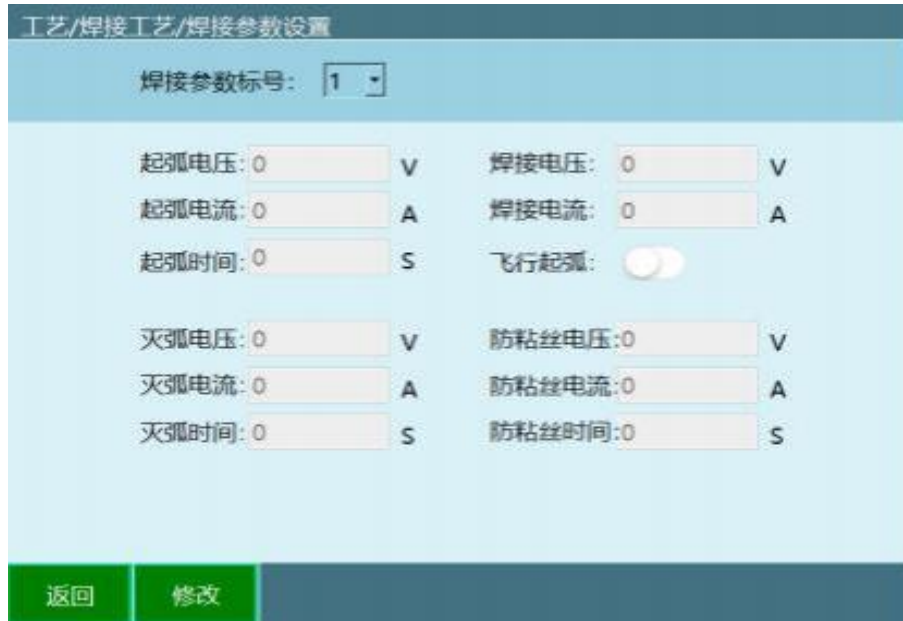 工艺/焊接工艺/焊接参数设置
焊接参数标号: 1
起弧电压: 0 V 焊接电压: 0 V
起弧电流: 0 A 焊接电流: 0 A
起弧时间: 0 S 飞行起弧:
灭弧电压: 0 V 防粘丝电压: 0 V
灭弧电流: 0 A 防粘丝电流: 0 A
灭弧时间: 0 S 防粘丝时间: 0 S
返回 修改